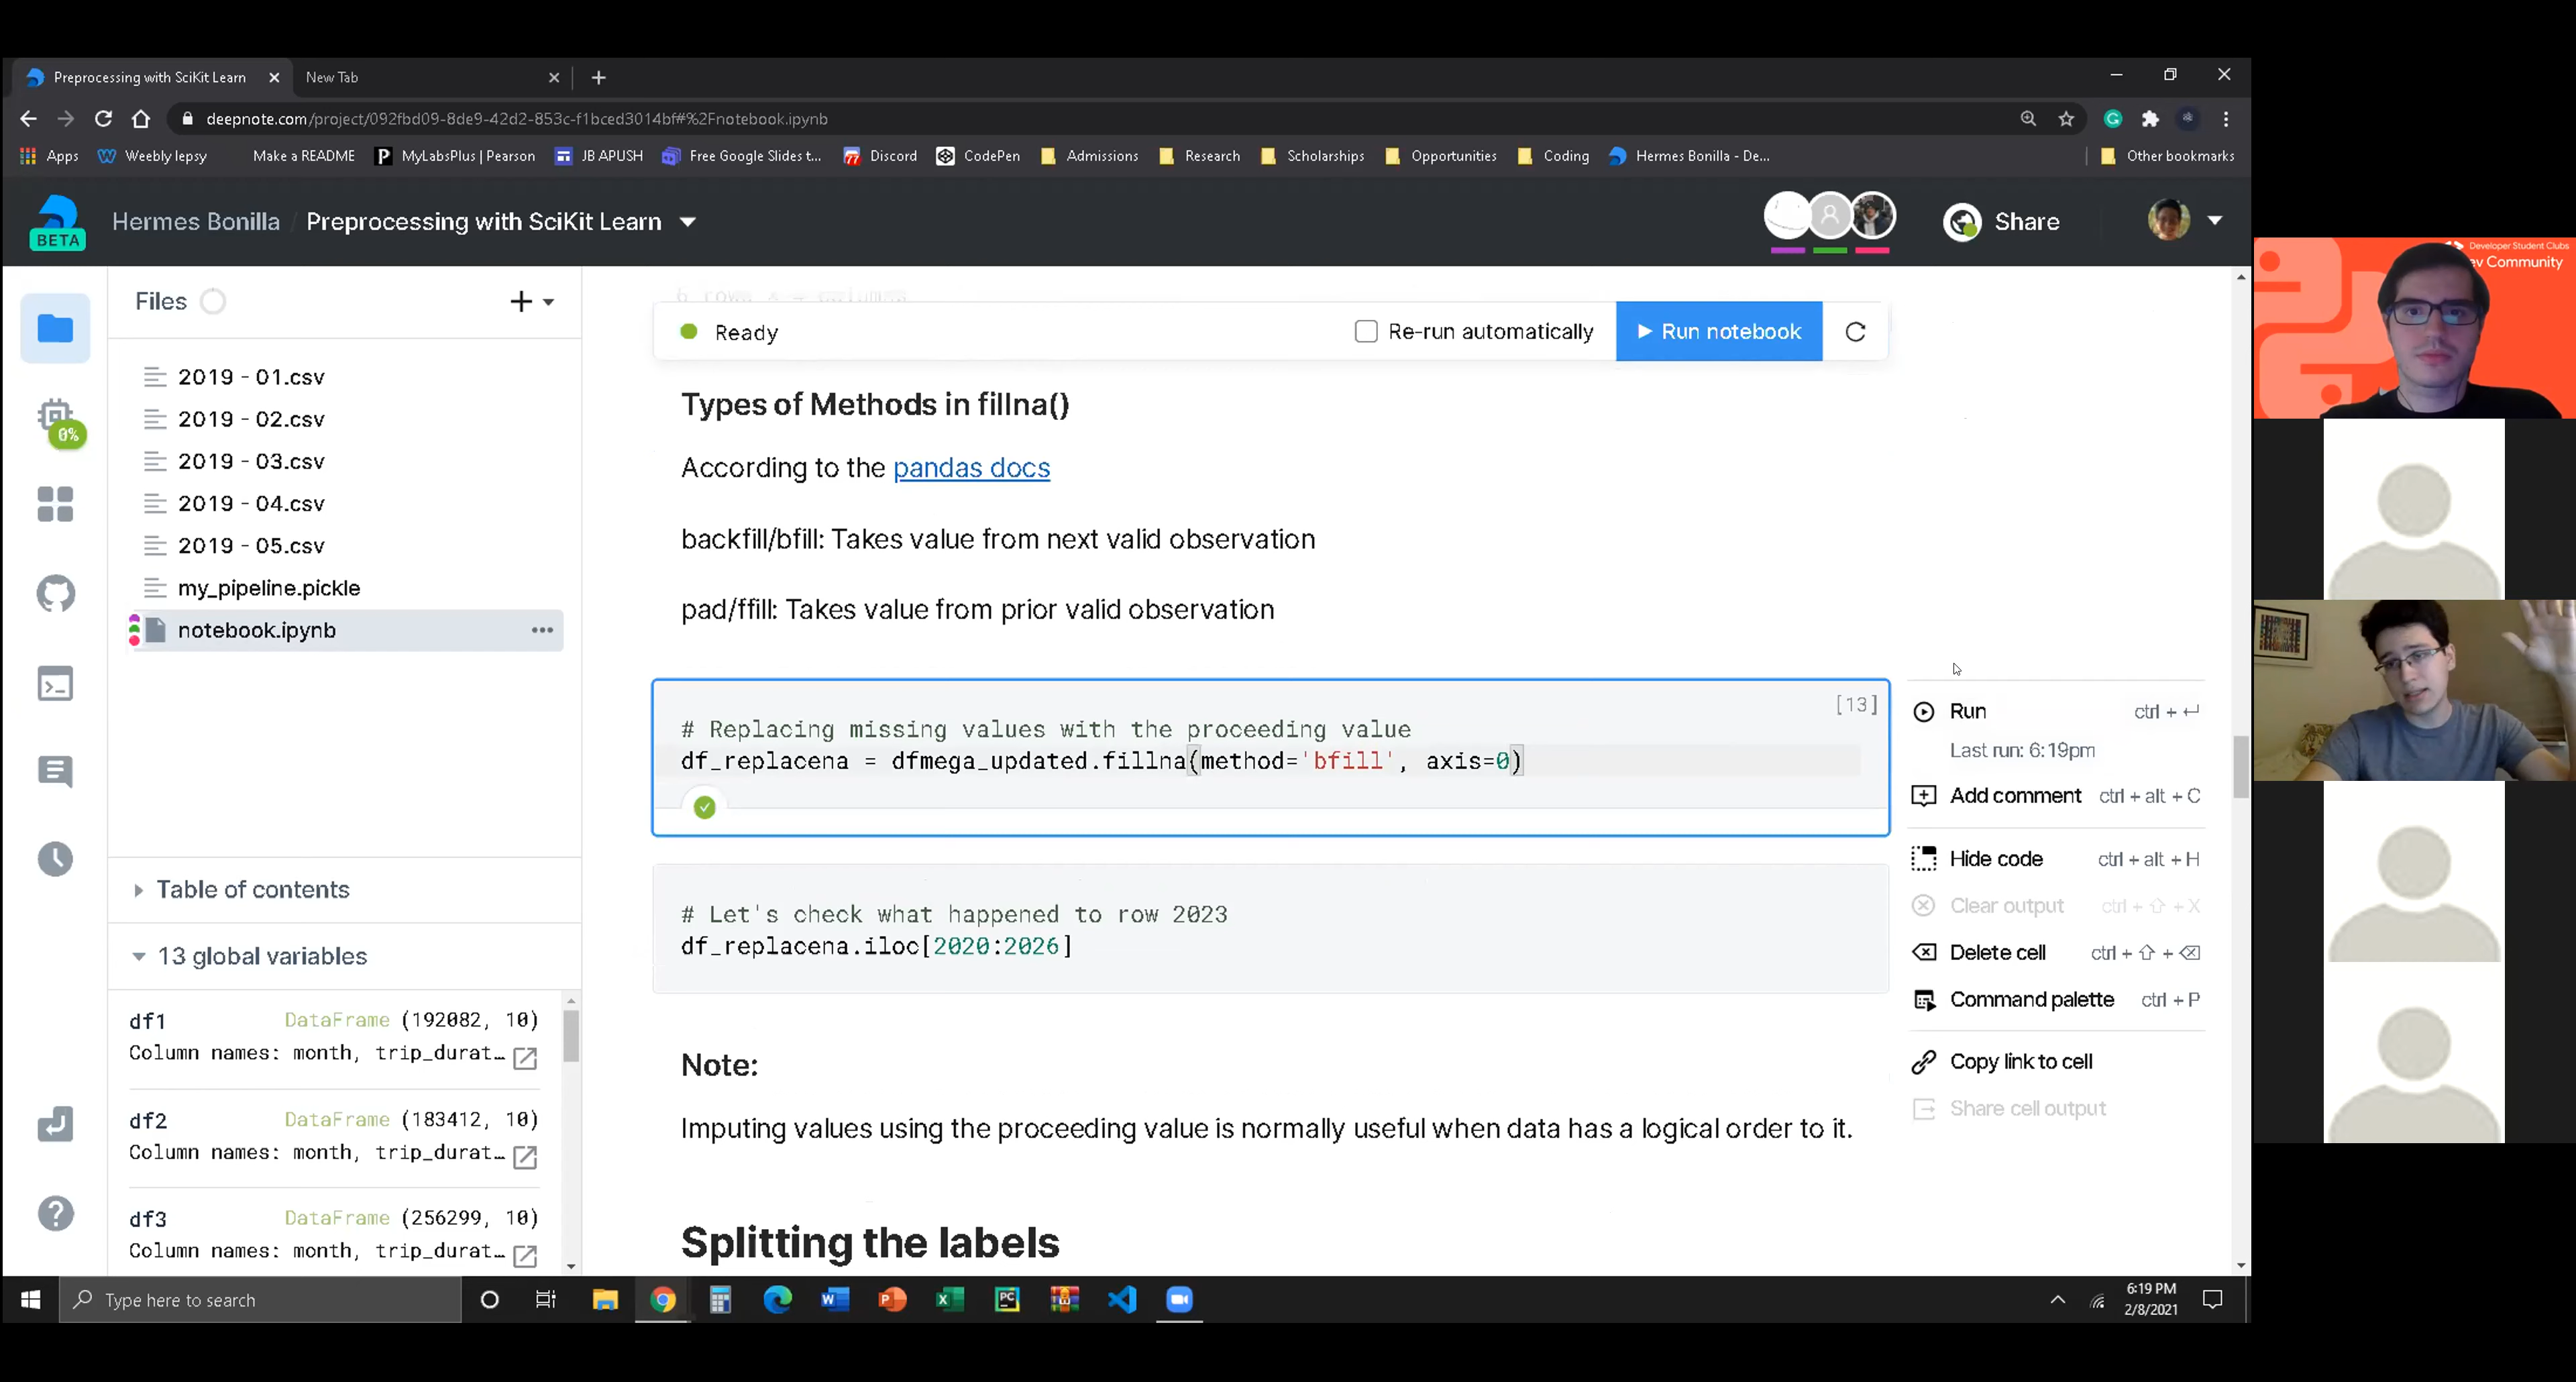 Preprocessing with SciKit Learn
New Tab
deepnote.com/project/092fbd09-8de9-42d2-853c-f1bced3014bf#%2Fnotebook.ipynb
Apps Weebly lepsy Make a README MyLabsPlus | Pearson JB APUSH Free Google Slides t... Discord CodePen Admissions Research Scholarships Opportunities Coding Hermes Bonilla - De... Other bookmarks
BETA
Hermes Bonilla / Preprocessing with SciKit Learn
Share
Files
2019 - 01.csv
2019 - 02.csv
2019 - 03.csv
2019 - 04.csv
2019 - 05.csv
my_pipeline.pickle
notebook.ipynb
0%
Table of contents
13 global variables
df1 DataFrame (192082, 10)
Column names: month, trip_durat…
df2 DataFrame (183412, 10)
Column names: month, trip_durat…
df3 DataFrame (256299, 10)
Column names: month, trip_durat…
Ready
Re-run automatically
Run notebook
Types of Methods in fillna()
According to the pandas docs
backfill/bfill: Takes value from next valid observation
pad/ffill: Takes value from prior valid observation
[13]
# Replacing missing values with the proceeding value
df_replacena = dfmega_updated.fillna(method='bfill', axis=0)
# Let's check what happened to row 2023
df_replacena.iloc[2020:2026]
Note:
Imputing values using the proceeding value is normally useful when data has a logical order to it.
Splitting the labels
Run ctrl + ↵
Last run: 6:19pm
Add comment ctrl + alt + C
Hide code ctrl + alt + H
Clear output ctrl + ⇧ + X
Delete cell ctrl + ⇧ + ⌫
Command palette ctrl + P
Copy link to cell
Share cell output
Developer Student Clubs
ev Community
Type here to search
6:19 PM
2/8/2021